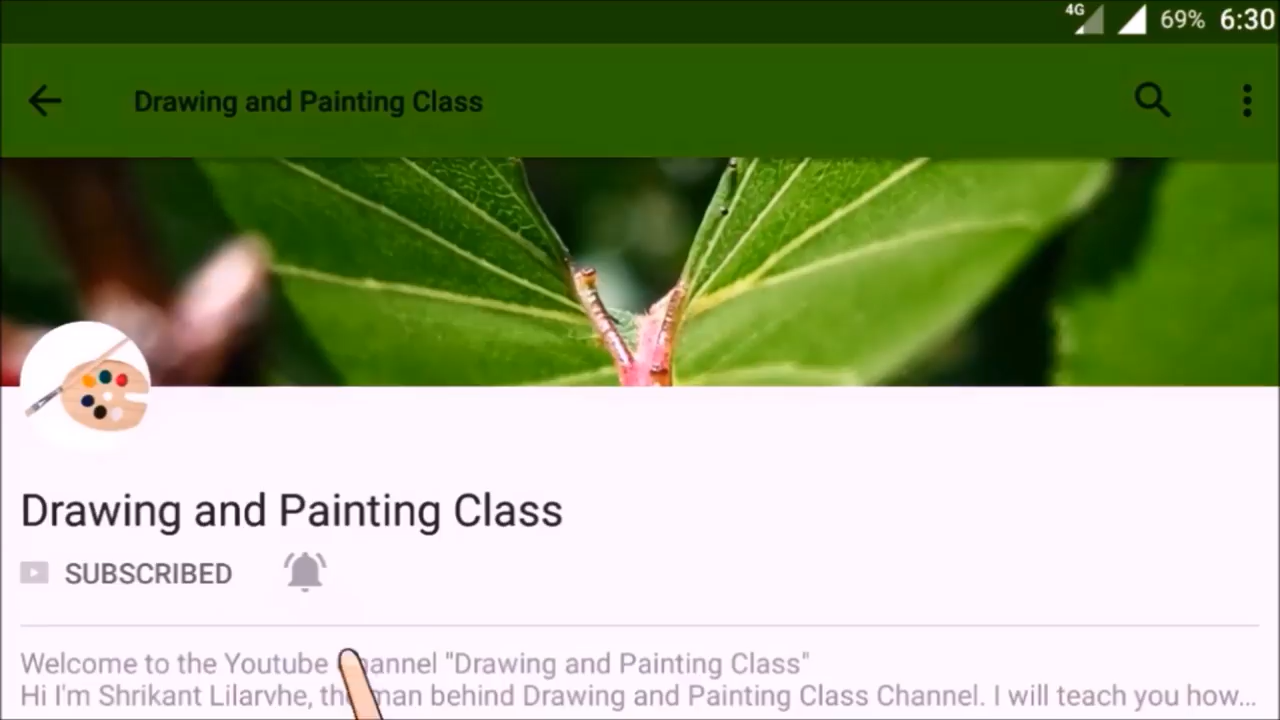 4G 69% 6:30
Drawing and Painting Class
Drawing and Painting Class
SUBSCRIBED
Welcome to the Youtube channel "Drawing and Painting Class"
Hi I'm Shrikant Lilarvhe, the man behind Drawing and Painting Class Channel. I will teach you how...